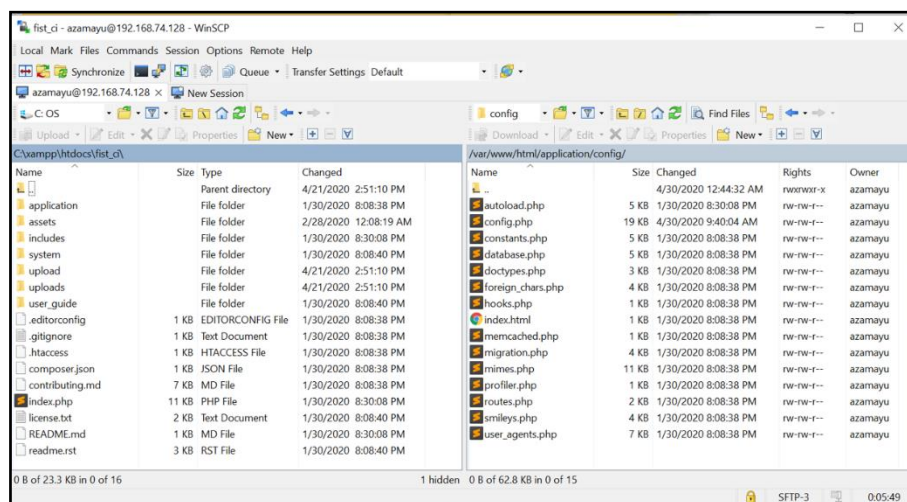 fist_ci - azamayu@192.168.74.128 - WinSCP
Local Mark Files Commands Session Options Remote Help
Synchronize Queue Transfer Settings Default
azamayu@192.168.74.128 × New Session
C: OS
Upload Edit Properties New
C:\xampp\htdocs\fist_ci\
Name Size Type Changed
.. Parent directory 4/21/2020 2:51:10 PM
application File folder 1/30/2020 8:08:38 PM
assets File folder 2/28/2020 12:08:19 AM
includes File folder 1/30/2020 8:30:08 PM
system File folder 1/30/2020 8:08:40 PM
upload File folder 4/21/2020 2:51:10 PM
uploads File folder 4/21/2020 2:51:10 PM
user_guide File folder 1/30/2020 8:08:40 PM
.editorconfig 1 KB EDITORCONFIG File 1/30/2020 8:08:38 PM
.gitignore 1 KB Text Document 1/30/2020 8:08:38 PM
.htaccess 1 KB HTACCESS File 1/30/2020 8:08:38 PM
composer.json 1 KB JSON File 1/30/2020 8:08:38 PM
contributing.md 7 KB MD File 1/30/2020 8:08:38 PM
index.php 11 KB PHP File 1/30/2020 8:30:08 PM
license.txt 2 KB Text Document 1/30/2020 8:08:40 PM
README.md 1 KB MD File 1/30/2020 8:30:08 PM
readme.rst 3 KB RST File 1/30/2020 8:08:40 PM
0 B of 23.3 KB in 0 of 16 1 hidden
config Find Files
Download Edit Properties New
/var/www/html/application/config/
Name Size Changed Rights Owner
.. 4/30/2020 12:44:32 AM rwxrwxr-x azamayu
autoload.php 5 KB 1/30/2020 8:30:08 PM rw-rw-r-- azamayu
config.php 19 KB 4/30/2020 9:40:04 AM rw-rw-r-- azamayu
constants.php 5 KB 1/30/2020 8:08:38 PM rw-rw-r-- azamayu
database.php 5 KB 1/30/2020 8:08:38 PM rw-rw-r-- azamayu
doctypes.php 3 KB 1/30/2020 8:08:38 PM rw-rw-r-- azamayu
foreign_chars.php 4 KB 1/30/2020 8:08:38 PM rw-rw-r-- azamayu
hooks.php 1 KB 1/30/2020 8:08:38 PM rw-rw-r-- azamayu
index.html 1 KB 1/30/2020 8:08:38 PM rw-rw-r-- azamayu
memcached.php 1 KB 1/30/2020 8:08:38 PM rw-rw-r-- azamayu
migration.php 4 KB 1/30/2020 8:08:38 PM rw-rw-r-- azamayu
mimes.php 11 KB 1/30/2020 8:08:38 PM rw-rw-r-- azamayu
profiler.php 1 KB 1/30/2020 8:08:38 PM rw-rw-r-- azamayu
routes.php 2 KB 1/30/2020 8:08:38 PM rw-rw-r-- azamayu
smileys.php 4 KB 1/30/2020 8:08:38 PM rw-rw-r-- azamayu
user_agents.php 7 KB 1/30/2020 8:08:38 PM rw-rw-r-- azamayu
0 B of 62.8 KB in 0 of 15
SFTP-3 0:05:49